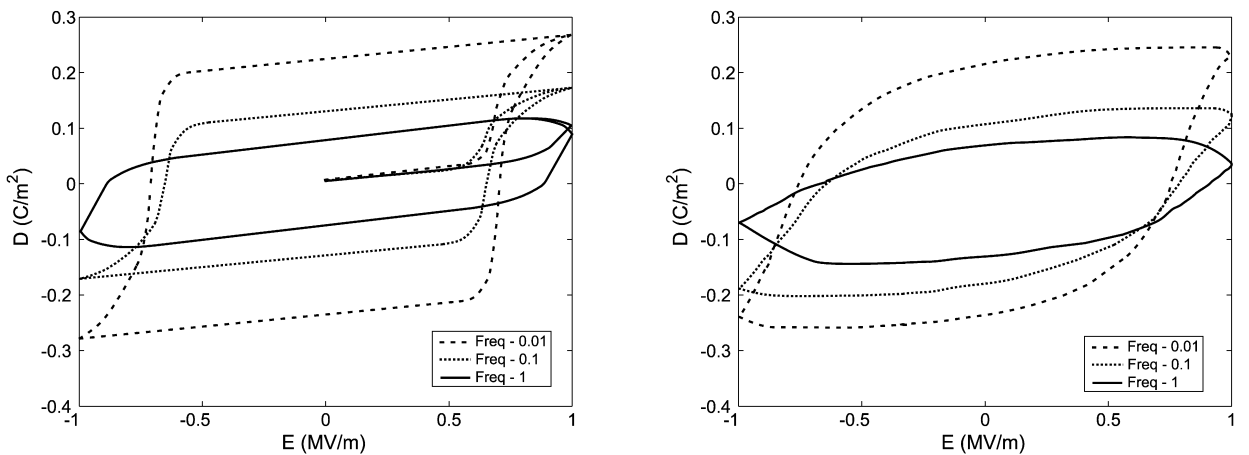 0.3
0.2
0.1
0
-0.1
-0.2
-0.3
-0.4
-1
-0.5
0
0.5
1
D (C/m²)
E (MV/m)
Freq - 0.01
Freq - 0.1
Freq - 1
0.3
0.2
0.1
0
-0.1
-0.2
-0.3
-0.4
-1
-0.5
0
0.5
1
D (C/m²)
E (MV/m)
Freq - 0.01
Freq - 0.1
Freq - 1